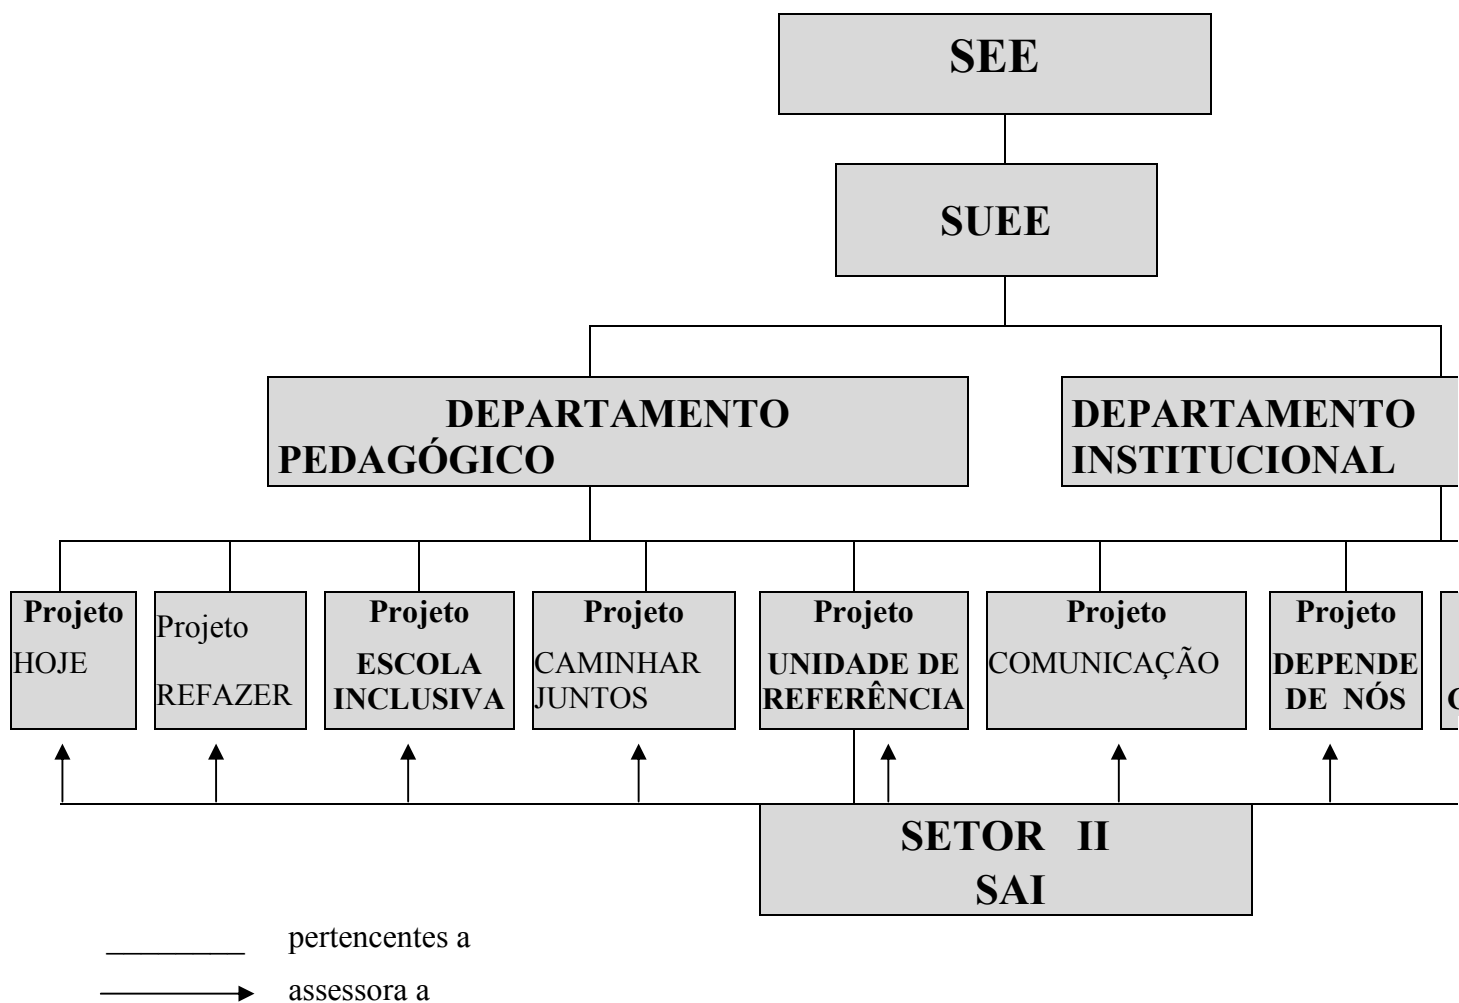 SEE
SUEE
DEPARTAMENTO
PEDAGÓGICO
DEPARTAMENTO
INSTITUCIONAL
Projeto
HOJE
Projeto
REFAZER
Projeto
ESCOLA
INCLUSIVA
Projeto
CAMINHAR
JUNTOS
Projeto
UNIDADE DE
REFERÊNCIA
Projeto
COMUNICAÇÃO
Projeto
DEPENDE
DE NÓS
SETOR II
SAI
pertencentes a
assessora a